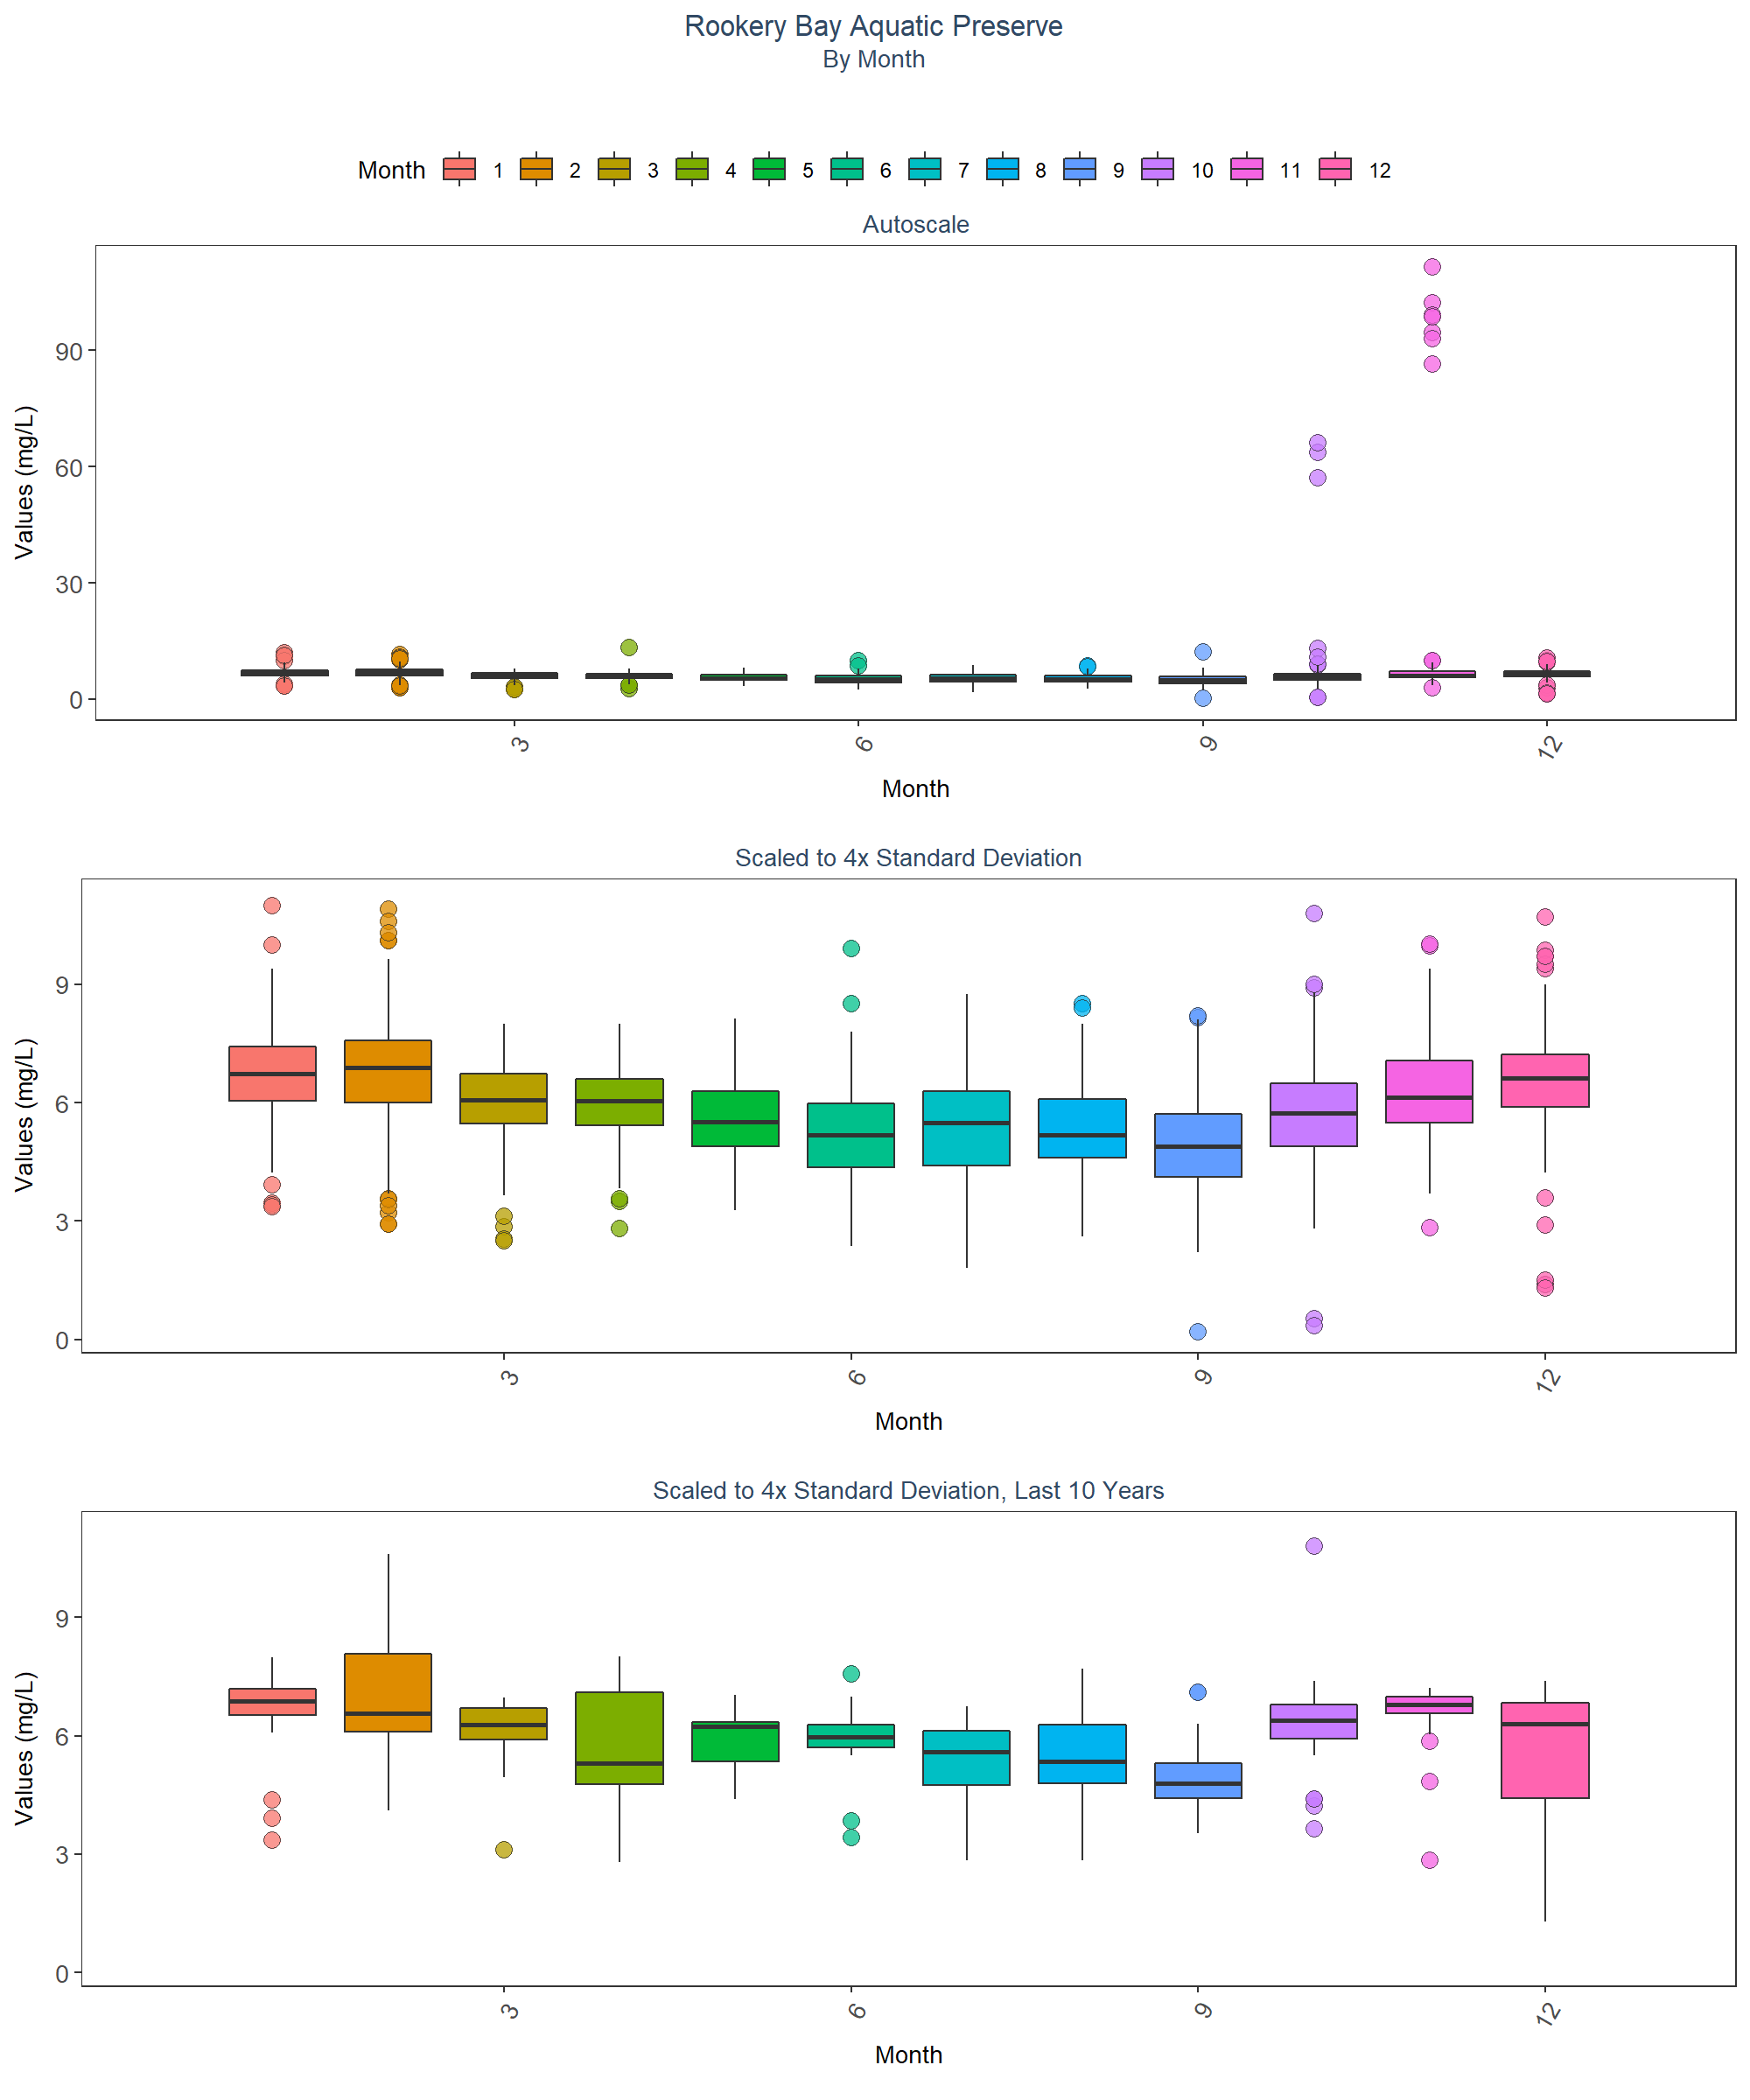 Rookery Bay Aquatic Preserve
By Month
Month 1 2 3 4 5 6 7 8 9 10 11 12
Autoscale
Values (mg/L)
90
60
30
0
3 6 9 12
Month
Scaled to 4x Standard Deviation
Values (mg/L)
9
6
3
0
3 6 9 12
Month
Scaled to 4x Standard Deviation, Last 10 Years
Values (mg/L)
9
6
3
0
3 6 9 12
Month